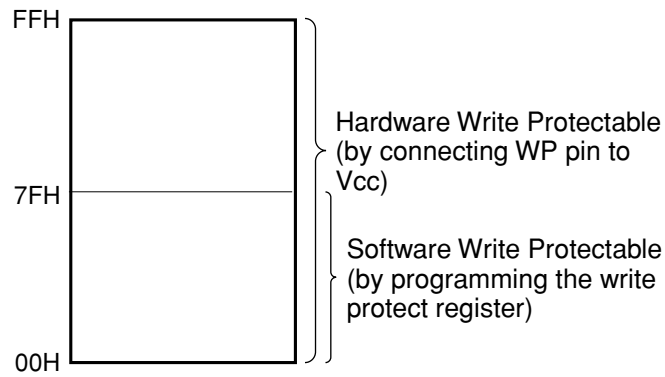 FFH
Hardware Write Protectable
(by connecting WP pin to
Vcc)
7FH
Software Write Protectable
(by programming the write
protect register)
00H